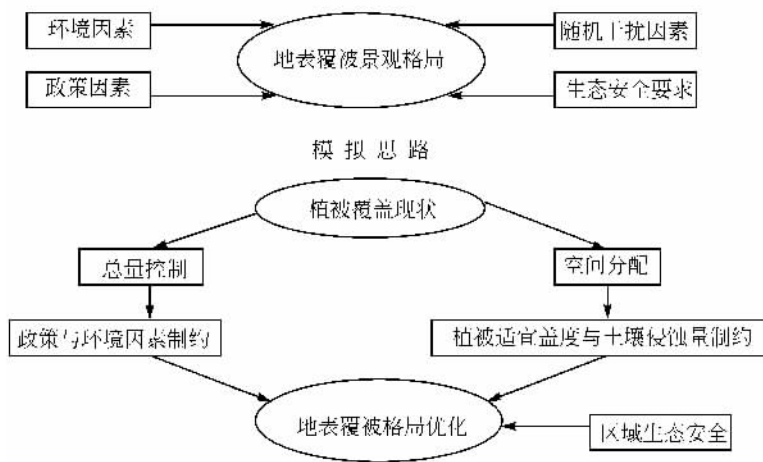 环境因素
随机干扰因素
地表覆被景观格局
政策因素
生态安全要求
模拟思路
植被覆盖现状
总量控制
空间分配
政策与环境因素制约
植被适宜盖度与土壤侵蚀量制约
地表覆被格局优化
区域生态安全